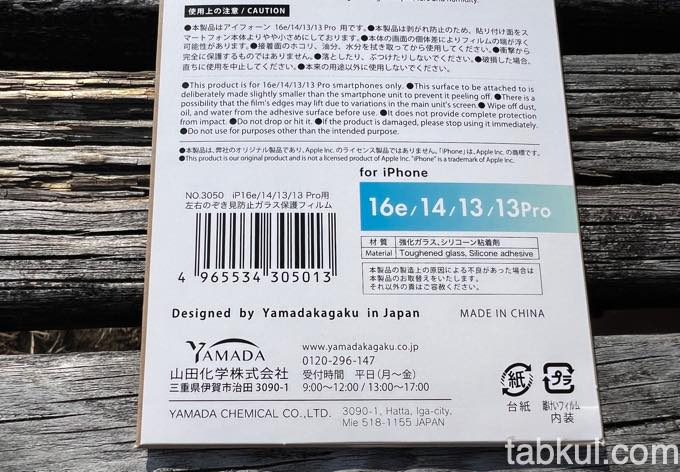 使用上の注意 / CAUTION
●本製品はアイフォーン 16e/14/13/13 Pro 用です。●本製品は剥がれ防止のため、貼り付け面をス
マートフォン本体よりやや小さめにしております。●本体の画面の個体差によりフィルムの端が浮く
可能性があります。●接着面のホコリ、油分、水分を拭き取ってから使用してください。●衝撃から
完全に保護するものではありません。●落としたり、ぶつけたりしないでください。●破損した場合、
直ちに使用を中止してください。●本来の用途以外に使用しないでください。
●This product is for 16e/14/13/13 Pro smartphones only. ●This surface to be attached to is
deliberately made slightly smaller than the smartphone unit to prevent it peeling off. ●There is a
possibility that the film's edges may lift due to variations in the main unit's screen.● Wipe off dust,
oil, and water from the adhesive surface before use. ●It does not provide complete protection
from impact.● Do not drop or hit it. ●If the product is damaged, please stop using it immediately.
●Do not use for purposes other than the intended purpose.
●本製品は、弊社のオリジナル製品であり、Apple Inc. のライセンス製品ではありません。「iPhone」は、Apple Inc. の商標です。
●This product is our original product and is not a licensed product of Apple Inc. "iPhone" is a trademark of Apple Inc.
for iPhone
16e/14/13/13Pro
NO.3050 iP16e/14/13/13 Pro用
左右のぞき見防止ガラス保護フィルム
4 965534 305013
材 質 強化ガラス、シリコーン粘着剤
Material Toughened glass, Silicone adhesive
本製品の製造上の原因による不良があった場合は
本製品のお取替えをいたします。
それ以外の責はご容赦ください。
Designed by Yamadakagaku in Japan
MADE IN CHINA
YAMADA
山田化学株式会社
三重県伊賀市治田 3090-1
www.yamadakagaku.co.jp
0120-296-147
受付時間 平日(月〜金)
9:00〜12:00 / 13:00〜17:00
紙
台紙
プラ
覗けいフィルム
内装
YAMADA CHEMICAL CO.,LTD. 3090-1, Hatta, Iga-city,
Mie 518-1155 JAPAN
tabkul.com